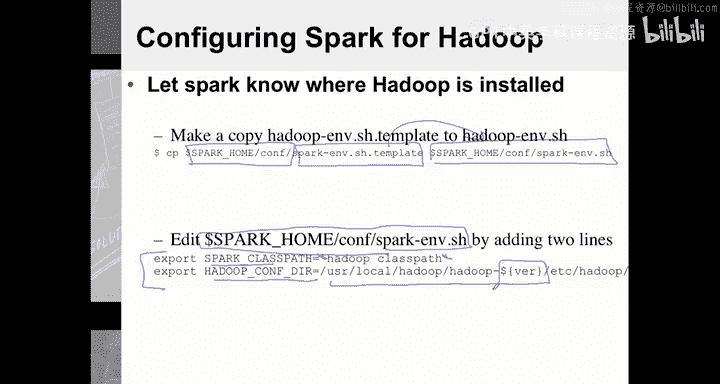 Configuring Spark for Hadoop
bilibili
• Let spark know where Hadoop is installed
– Make a copy hadoop-env.sh.template to hadoop-env.sh
$ cp $SPARK_HOME/conf/spark-env.sh.template $SPARK_HOME/conf/spark-env.sh
– Edit $SPARK_HOME/conf/spark-env.sh by adding two lines
export SPARK_CLASSPATH="hadoop classpath"
export HADOOP_CONF_DIR=/usr/local/hadoop/hadoop-${ver}/etc/hadoop/